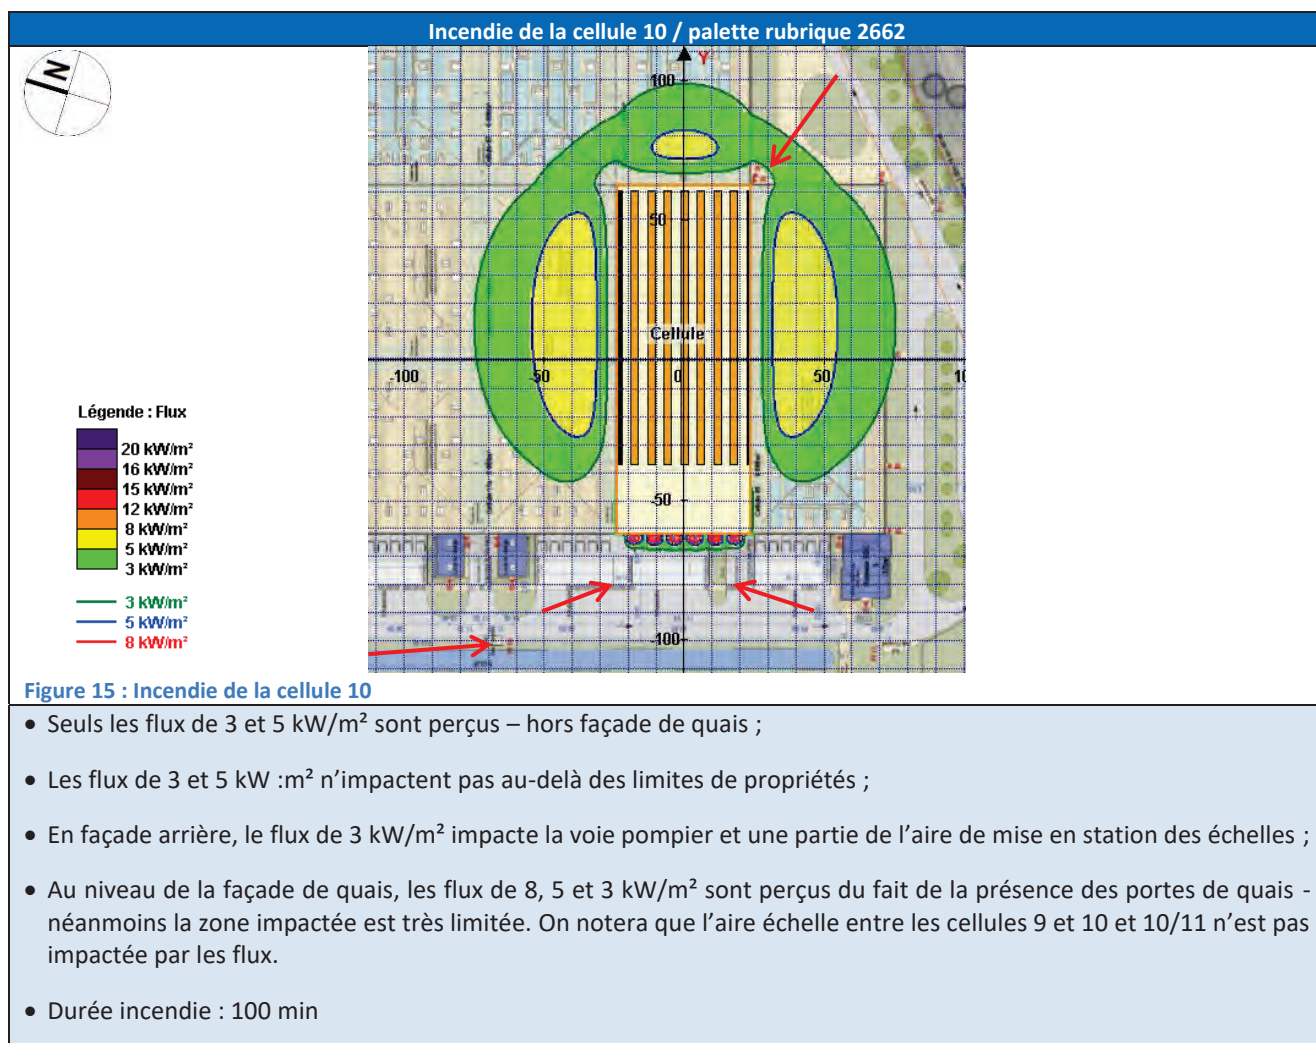 Incendie de la cellule 10 / palette rubrique 2662
N
Y
100
50
Cellule
-100
-50
0
50
10
-50
-100
Légende : Flux
20 kW/m²
16 kW/m²
15 kW/m²
12 kW/m²
8 kW/m²
5 kW/m²
3 kW/m²
3 kW/m²
5 kW/m²
8 kW/m²
Figure 15 : Incendie de la cellule 10
• Seuls les flux de 3 et 5 kW/m² sont perçus – hors façade de quais ;
• Les flux de 3 et 5 kW :m² n’impactent pas au-delà des limites de propriétés ;
• En façade arrière, le flux de 3 kW/m² impacte la voie pompier et une partie de l’aire de mise en station des échelles ;
• Au niveau de la façade de quais, les flux de 8, 5 et 3 kW/m² sont perçus du fait de la présence des portes de quais -
néanmoins la zone impactée est très limitée. On notera que l’aire échelle entre les cellules 9 et 10 et 10/11 n’est pas
impactée par les flux.
• Durée incendie : 100 min